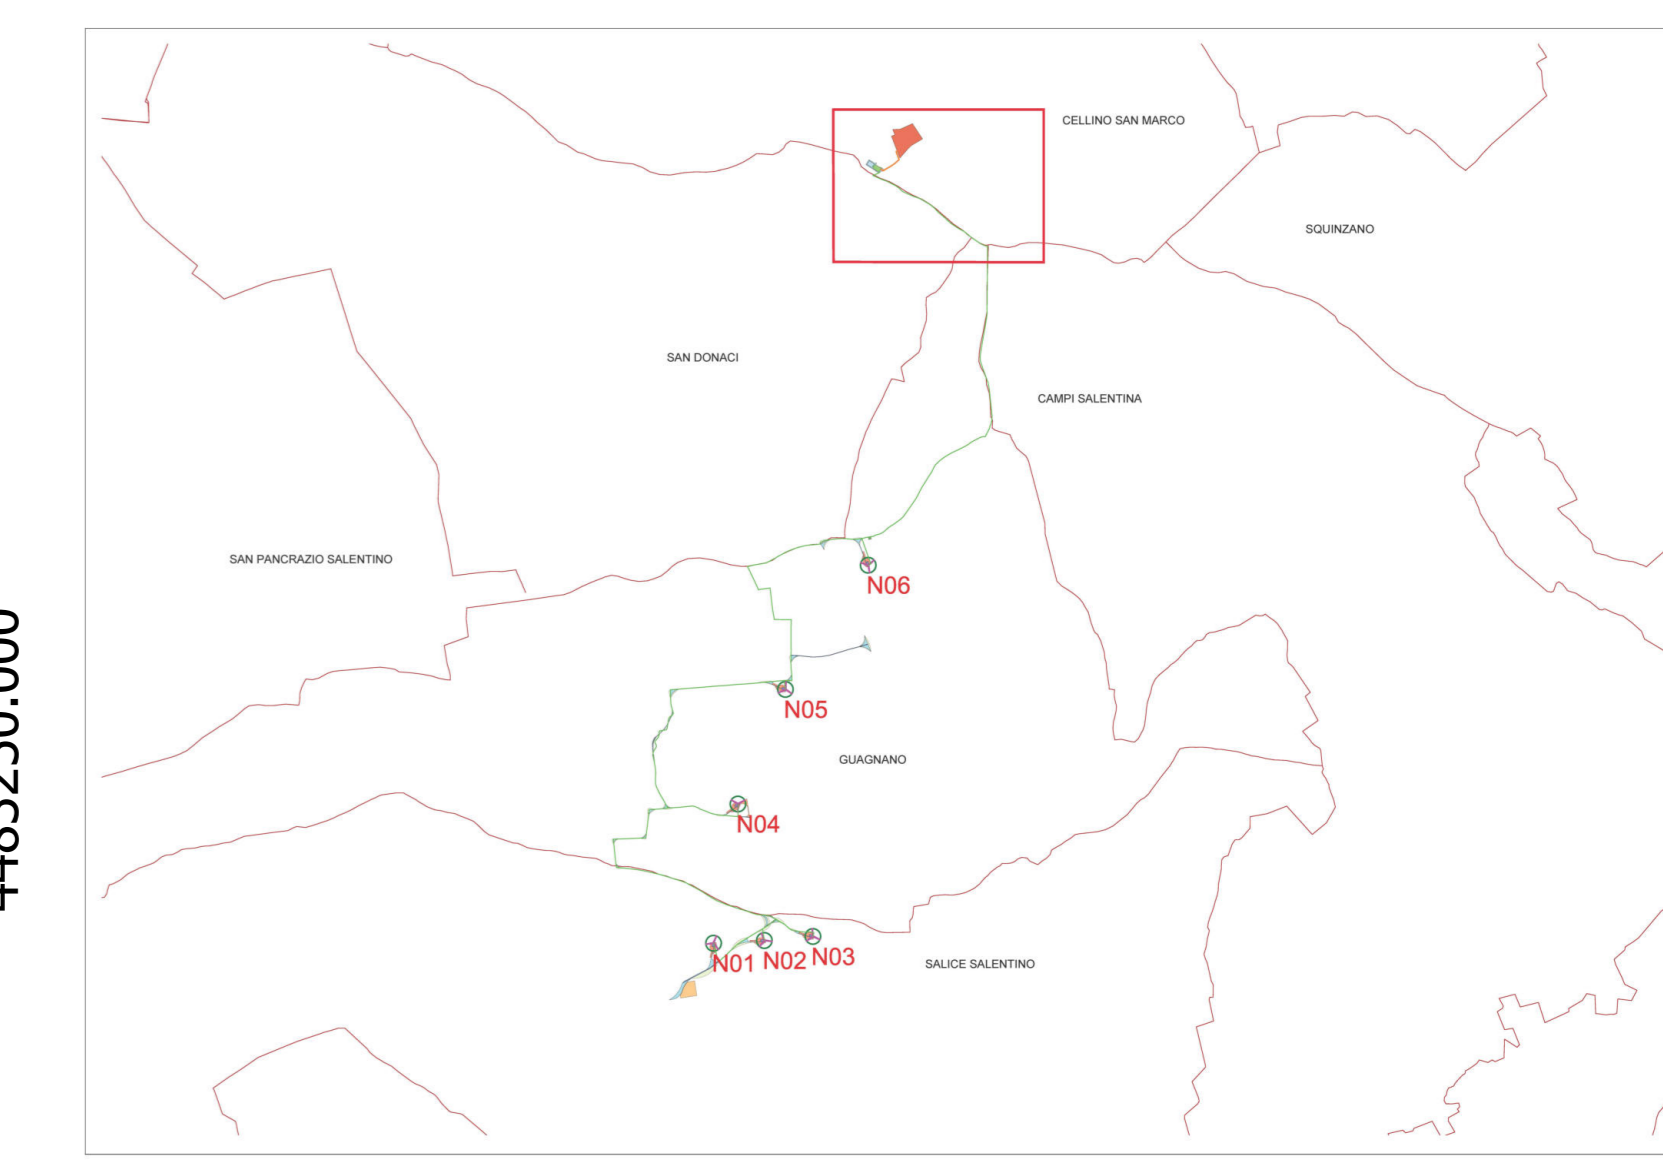 CELLINO SAN MARCO
SQUINZANO
SAN DONACI
CAMPI SALENTINA
SAN PANCRAZIO SALENTINO
N06
N05
GUAGNANO
N04
N01 N02 N03
SALICE SALENTINO